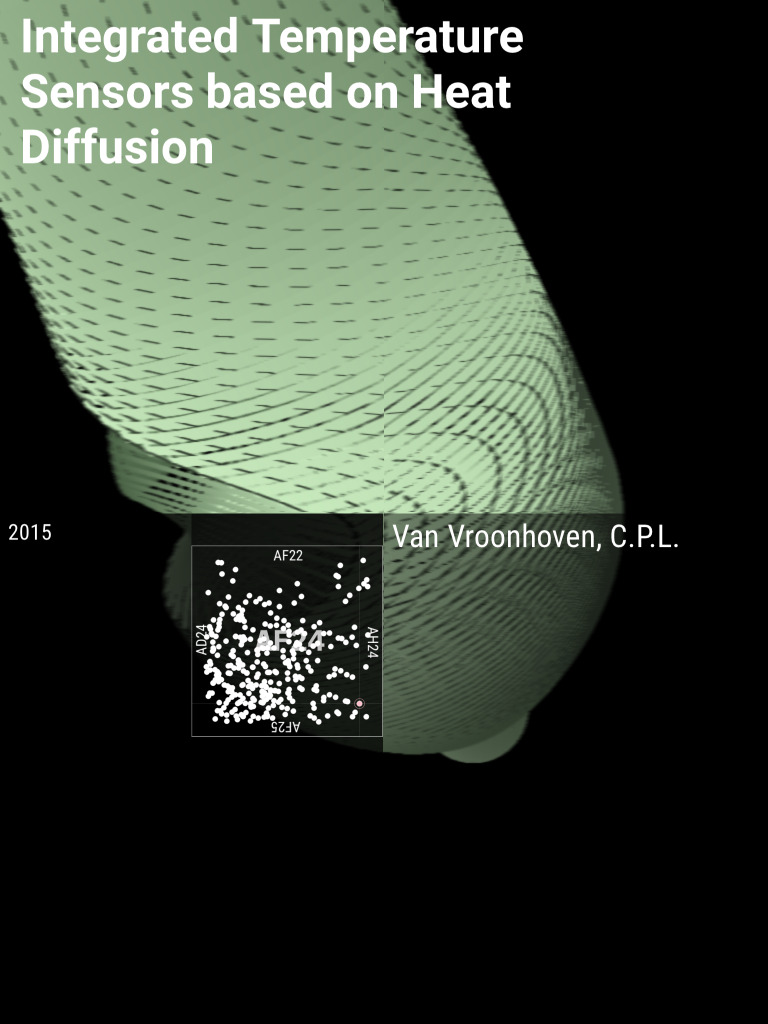 Integrated Temperature
Sensors based on Heat
Diffusion
2015
Van Vroonhoven, C.P.L.
AF22
AD24
AF24
AH24
AF25